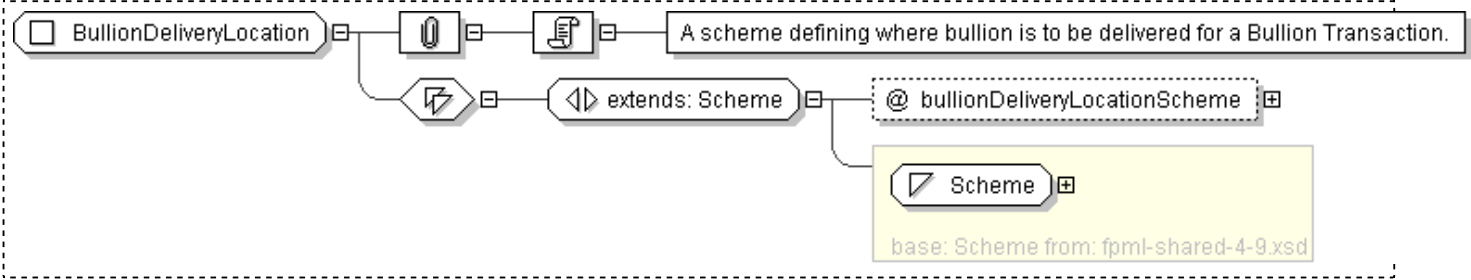 BullionDeliveryLocation
A scheme defining where bullion is to be delivered for a Bullion Transaction.
extends: Scheme
@ bullionDeliveryLocationScheme
Scheme
base: Scheme from: fpml-shared-4-9.xsd